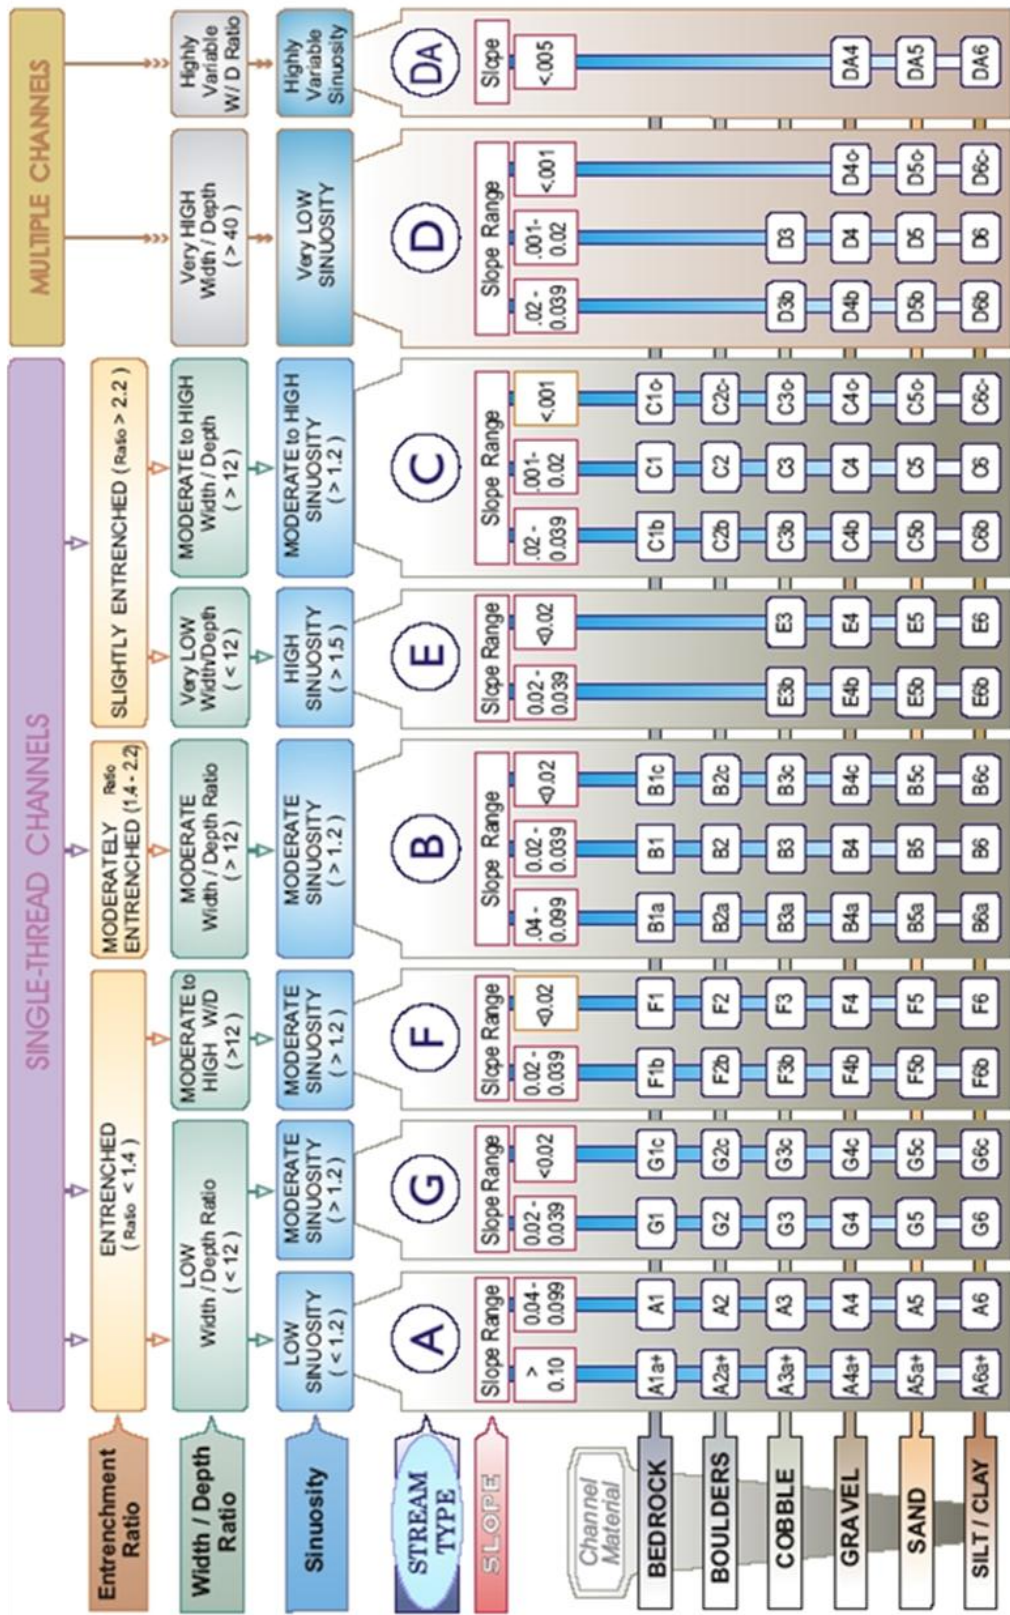 SINGLE-THREAD CHANNELS
MULTIPLE CHANNELS
Entrenchment
Ratio
ENTRENCHED
( Ratio < 1.4 )
MODERATELY Ratio
ENTRENCHED (1.4 - 2.2)
SLIGHTLY ENTRENCHED ( Ratio > 2.2 )
Width / Depth
Ratio
LOW
Width / Depth Ratio
( < 12 )
MODERATE to
HIGH W/D
( >12 )
MODERATE
Width / Depth Ratio
( > 12 )
Very LOW
Width/Depth
( < 12 )
MODERATE to HIGH
Width / Depth
( > 12 )
Very HIGH
Width / Depth
( > 40 )
Highly
Variable
W / D Ratio
Sinuosity
LOW
SINUOSITY
( < 1.2 )
MODERATE
SINUOSITY
( > 1.2 )
MODERATE
SINUOSITY
( > 1.2 )
MODERATE
SINUOSITY
( > 1.2 )
HIGH
SINUOSITY
( > 1.5 )
MODERATE to HIGH
SINUOSITY
( > 1.2 )
Very LOW
SINUOSITY
Highly
Variable
Sinuosity
STREAM
TYPE
A G F B E C D DA
SLOPE
Slope Range Slope Range Slope Range Slope Range Slope Range Slope Range Slope Range Slope
>
0.10
0.04 -
0.099
0.02 -
0.039
<0.02
0.02 -
0.039
<0.02
.04 -
0.099
0.02 -
0.039
<0.02
0.02 -
0.039
<0.02
.02 -
0.039
.001-
0.02
<.001
.02 -
0.039
.001-
0.02
<.001
<.005
Channel
Material
BEDROCK A1a+ A1 G1 G1c F1b F1 B1a B1 B1c C1b C1 C1c-
BOULDERS A2a+ A2 G2 G2c F2b F2 B2a B2 B2c C2b C2 C2c-
COBBLE A3a+ A3 G3 G3c F3b F3 B3a B3 B3c E3b E3 C3b C3 C3c- D3b D3
GRAVEL A4a+ A4 G4 G4c F4b F4 B4a B4 B4c E4b E4 C4b C4 C4c- D4b D4 D4c- DA4
SAND A5a+ A5 G5 G5c F5b F5 B5a B5 B5c E5b E5 C5b C5 C5c- D5b D5 D5c- DA5
SILT / CLAY A6a+ A6 G6 G6c F6b F6 B6a B6 B6c E6b E6 C6b C6 C6c- D6b D6 D6c- DA6